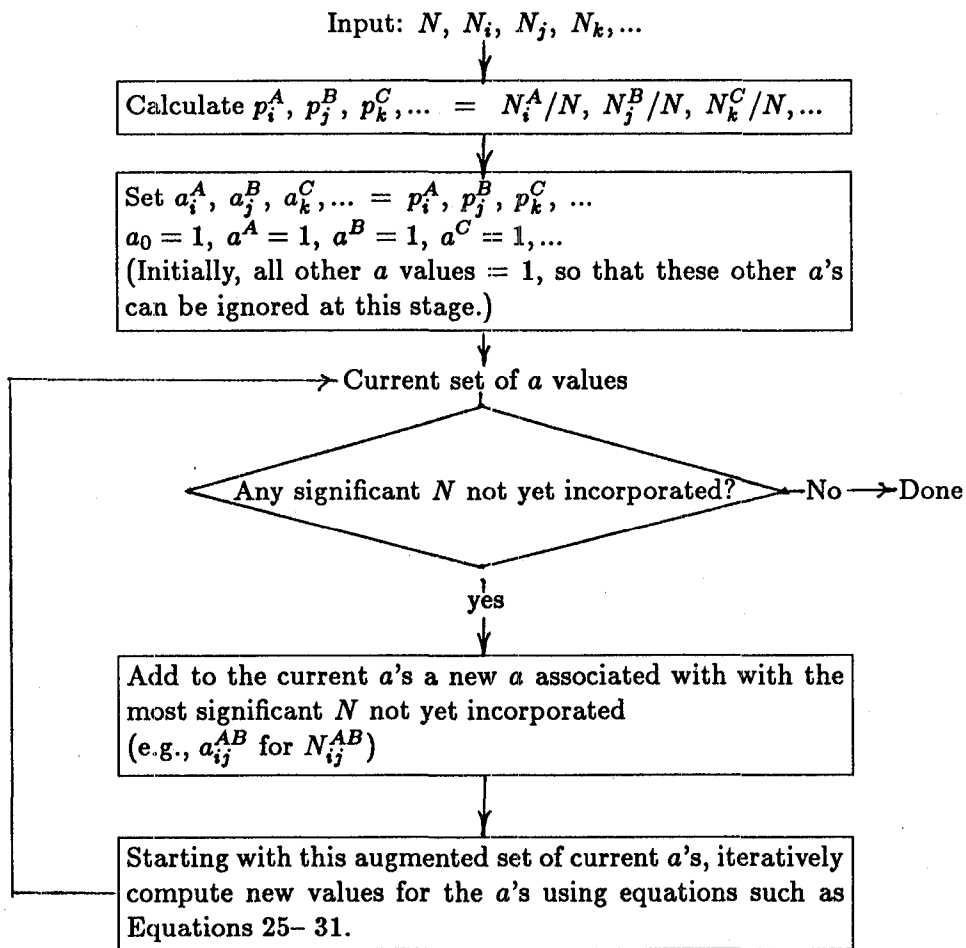 Input: N, N_i, N_j, N_k,...
Calculate p_i^A, p_j^B, p_k^C,... = N_i^A/N, N_j^B/N, N_k^C/N,...
Set a_i^A, a_j^B, a_k^C,... = p_i^A, p_j^B, p_k^C, ...
a_0 = 1, a^A = 1, a^B = 1, a^C = 1,...
(Initially, all other a values = 1, so that these other a's
can be ignored at this stage.)
Current set of a values
Any significant N not yet incorporated? No Done
yes
Add to the current a's a new a associated with with the
most significant N not yet incorporated
(e.g., a_{ij}^{AB} for N_{ij}^{AB})
Starting with this augmented set of current a's, iteratively
compute new values for the a's using equations such as
Equations 25– 31.